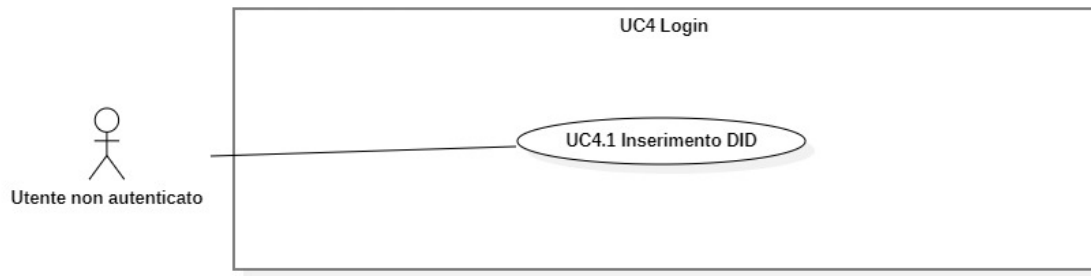 UC4 Login
UC4.1 Inserimento DID
Utente non autenticato